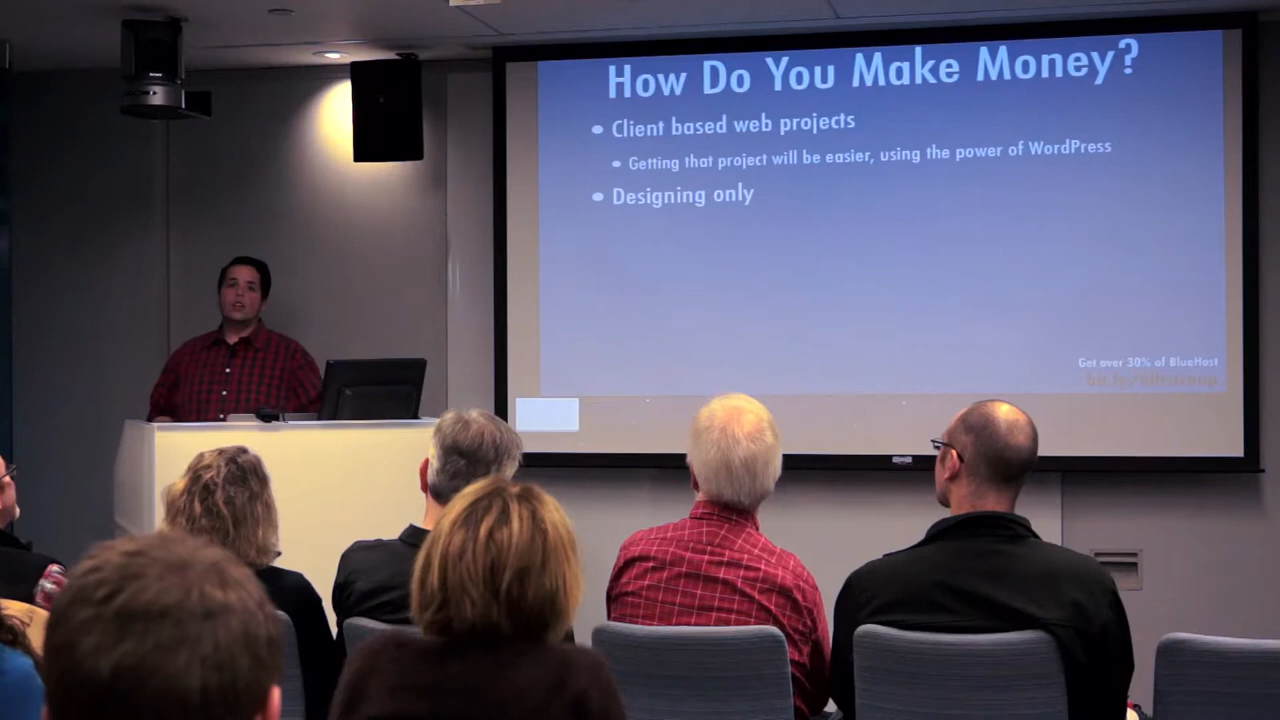 How Do You Make Money?
Client based web projects
Getting that project will be easier, using the power of WordPress
Designing only
Get over 30% of BlueHost